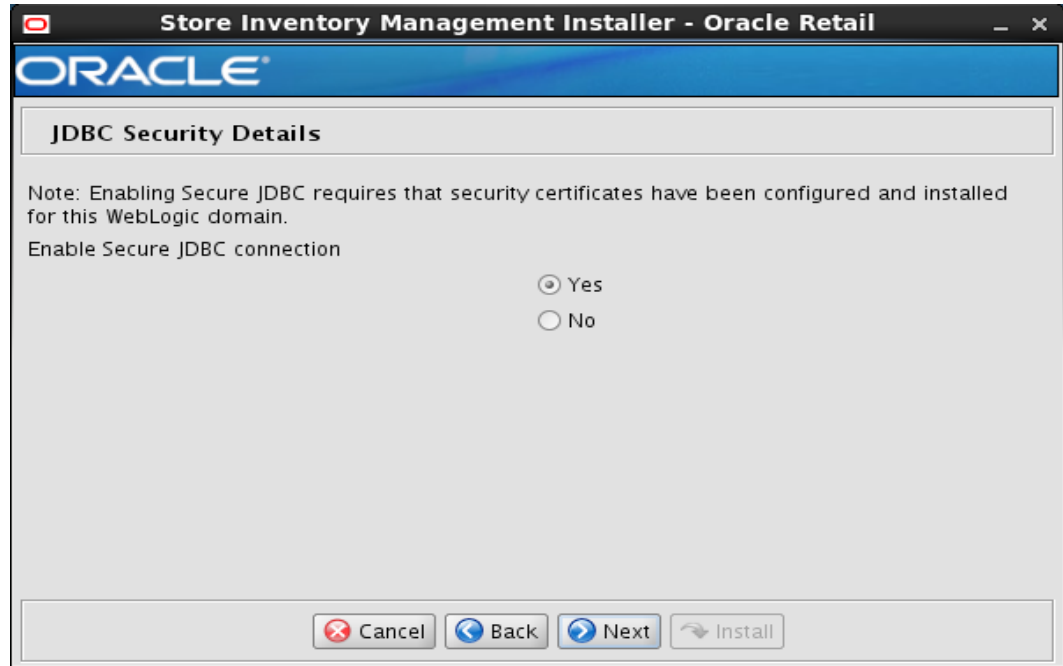 Store Inventory Management Installer - Oracle Retail
ORACLE
JDBC Security Details
Note: Enabling Secure JDBC requires that security certificates have been configured and installed
for this WebLogic domain.
Enable Secure JDBC connection
Yes
No
Cancel Back Next Install